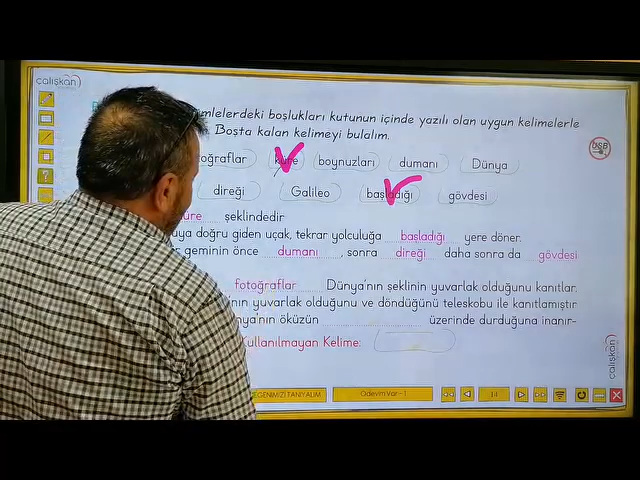 çalışkan
ümlelerdeki boşlukları kutunun içinde yazılı olan uygun kelimelerle
Boşta kalan kelimeyi bulalım.
DSB
oğraflar küre boynuzları dumanı Dünya
direği Galileo başladığı gövdesi
üre şeklindedir
uya doğru giden uçak, tekrar yolculuğa başladığı yere döner.
geminin önce dumanı , sonra direği daha sonra da gövdesi
fotoğraflar Dünya'nın şeklinin yuvarlak olduğunu kanıtlar.
'nın yuvarlak olduğunu ve döndüğünü teleskobu ile kanıtlamıştır
nya'nın öküzün üzerinde durduğuna inanır-
Kullanılmayan Kelime:
çalışkan
EGENİMİZİ TANIYALIM Ödevim Var - 1 14